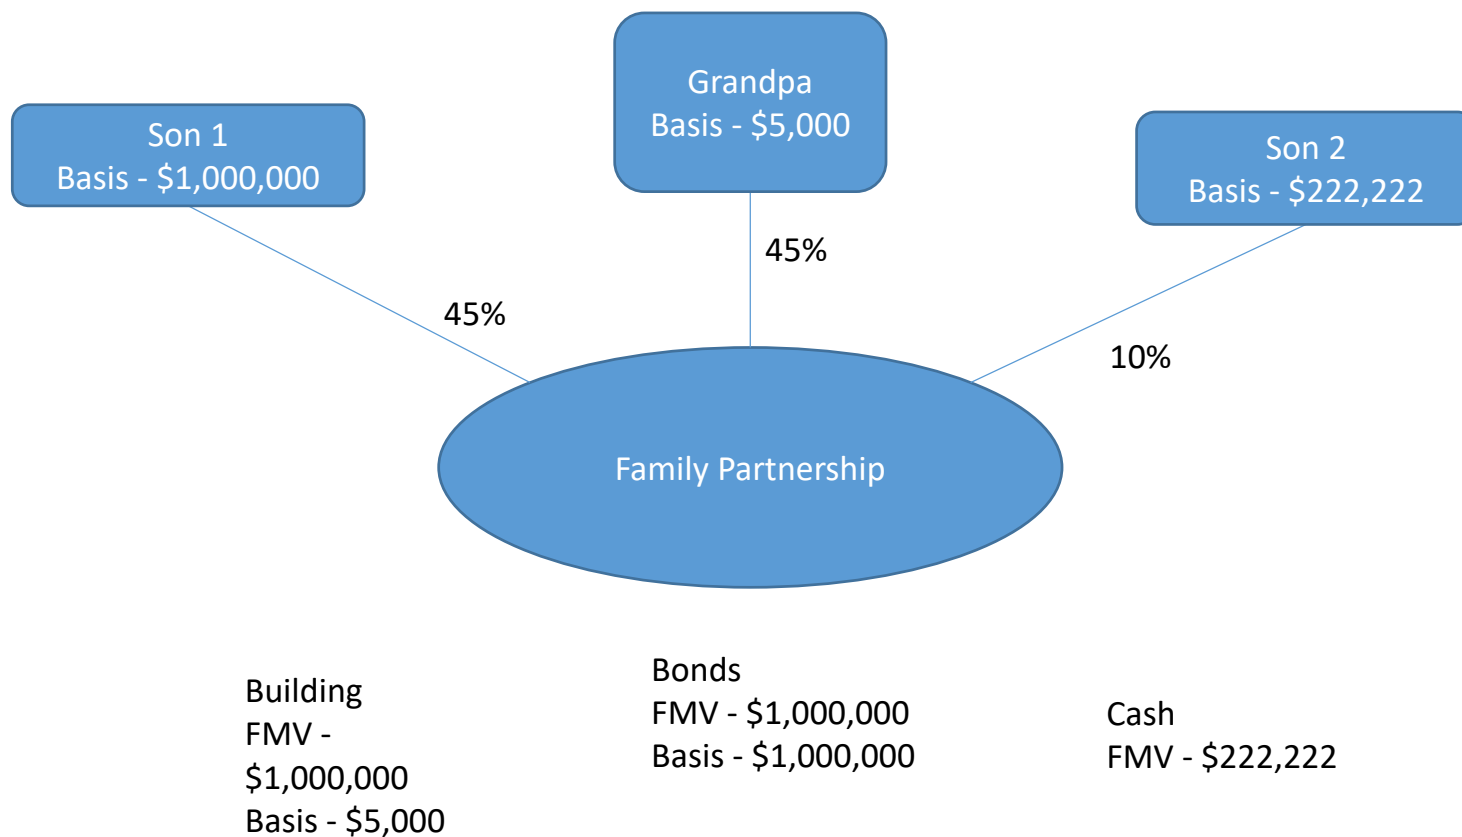 Grandpa
Basis - $5,000
Son 1
Basis - $1,000,000
Son 2
Basis - $222,222
45%
45%
10%
Family Partnership
Building
FMV -
$1,000,000
Basis - $5,000
Bonds
FMV - $1,000,000
Basis - $1,000,000
Cash
FMV - $222,222